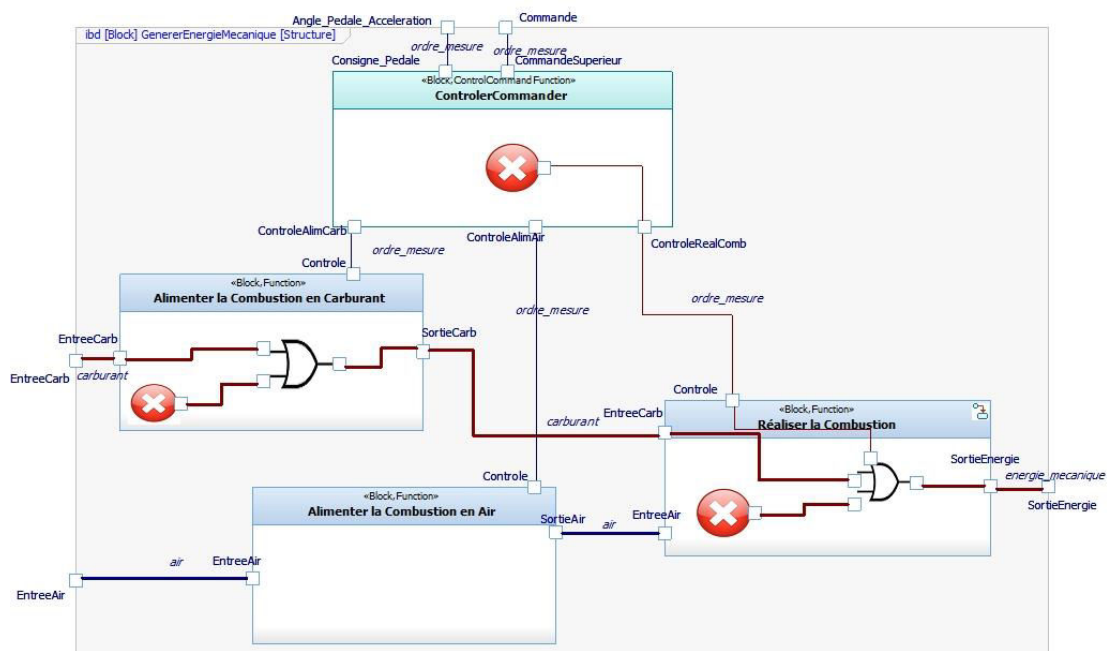 Angle_Pedale_Acceleration
Commande
ibd [Block] GenererEnergieMecanique [Structure]
ordre_mesure
ordre_mesure
Consigne_Pedale
CommandeSuperieur
«Block,ControlCommand Function»
ControlerCommander
ControleAlimCarb
ControleAlimAir
ControleRealComb
ordre_mesure
Controle
«Block,Function»
Alimenter la Combustion en Carburant
ordre_mesure
ordre_mesure
EntreeCarb
SortieCarb
EntreeCarb
carburant
Controle
«Block,Function»
Réaliser la Combustion
EntreeCarb
carburant
SortieEnergie
energie_mecanique
SortieEnergie
Controle
«Block,Function»
Alimenter la Combustion en Air
SortieAir
air
EntreeAir
air
EntreeAir
EntreeAir